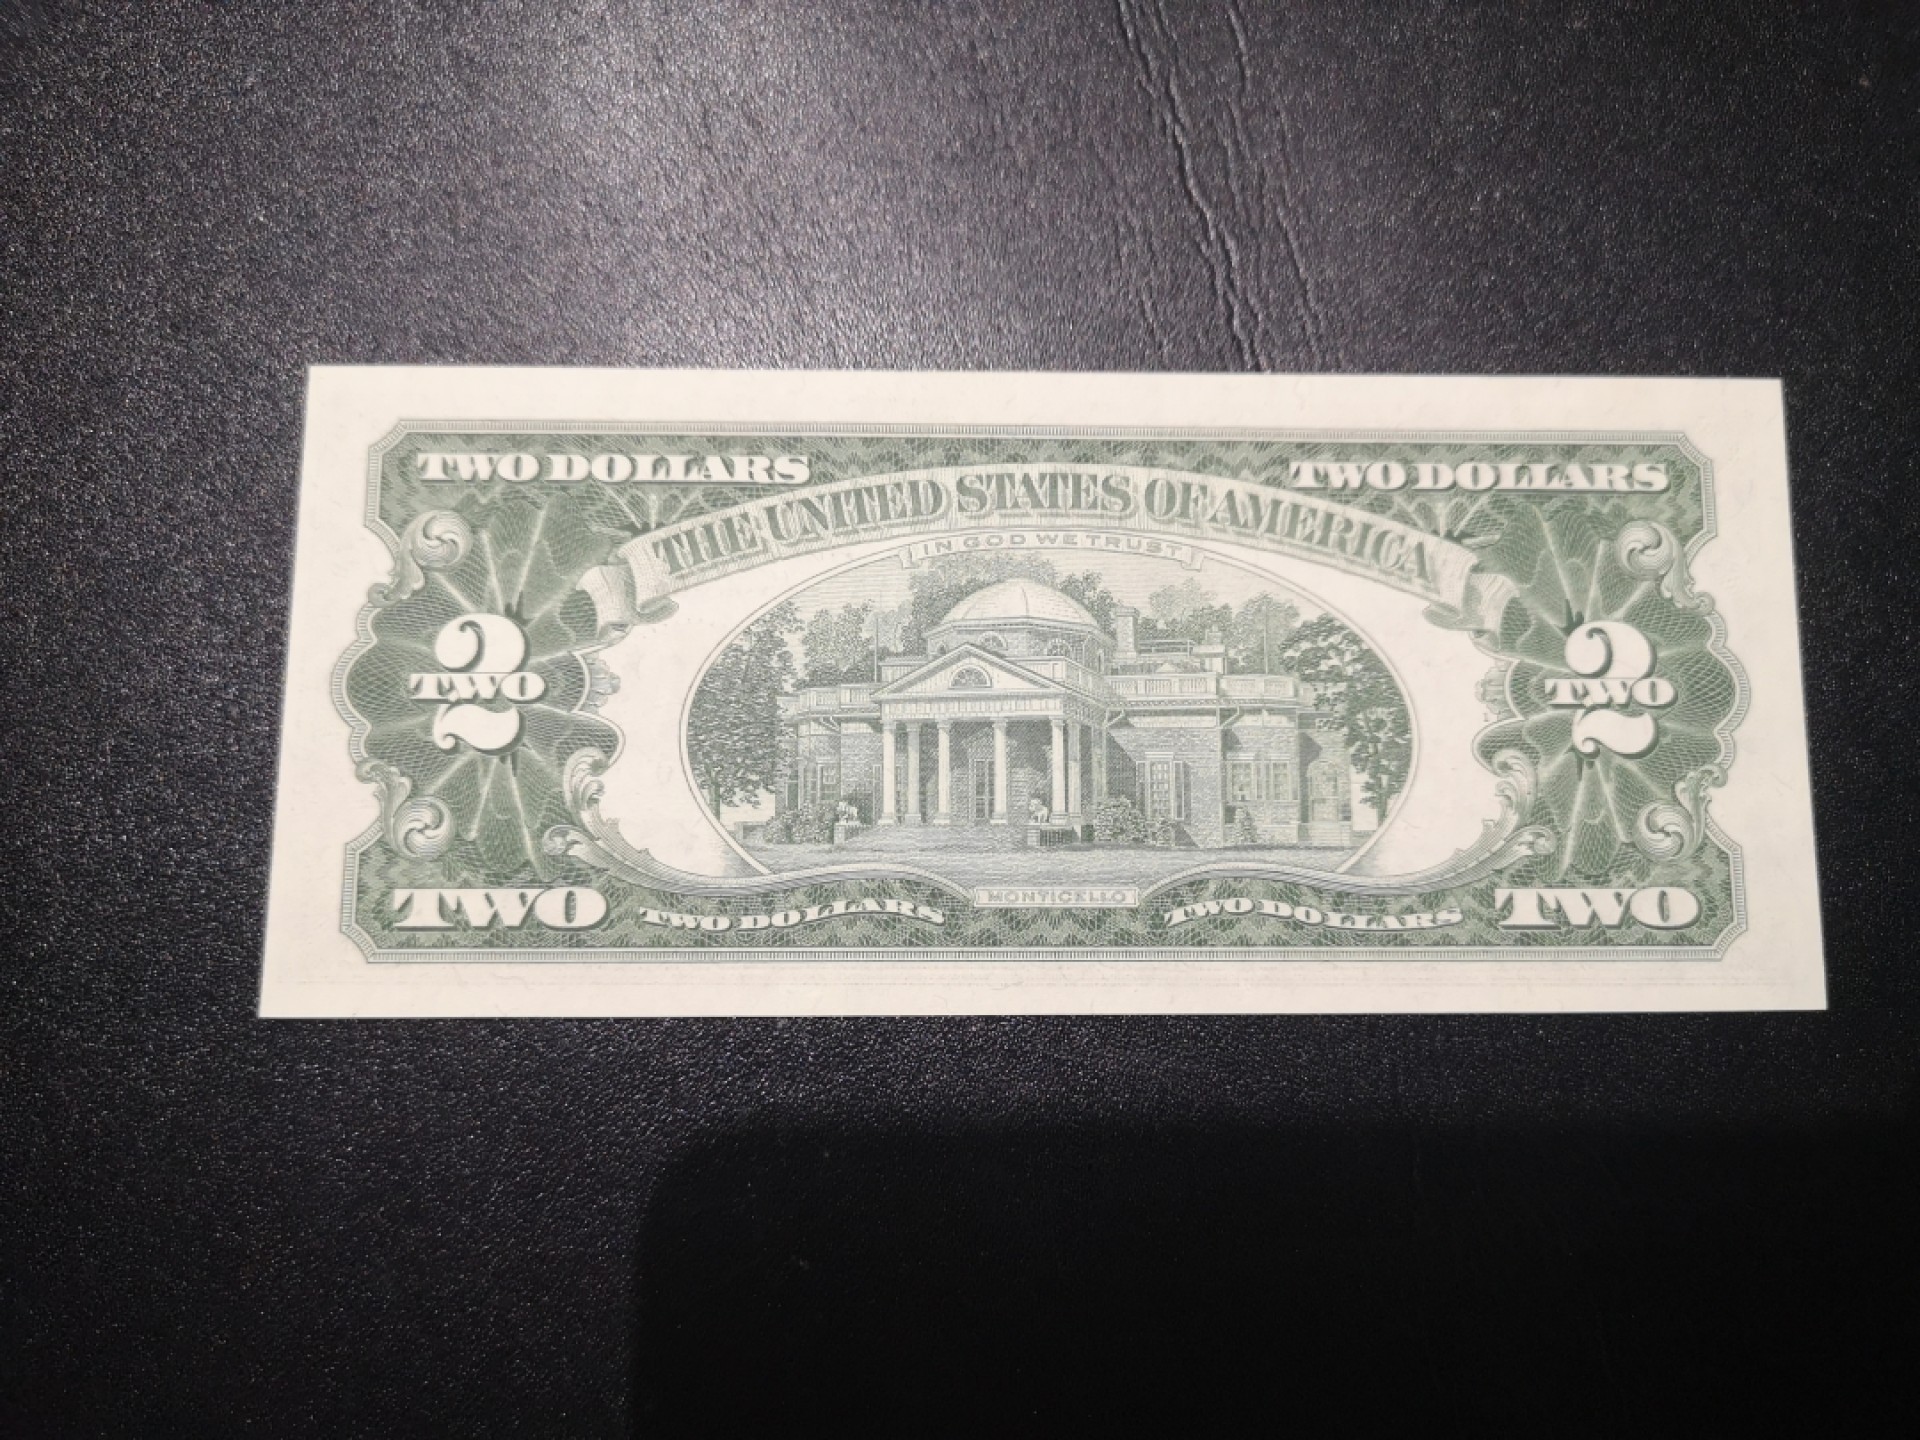 TWO DOLLARS TWO DOLLARS
THE UNITED STATES OF AMERICA
IN GOD WE TRUST
2 2
TWO TWO
MONTICELLO
TWO TWO DOLLARS TWO DOLLARS TWO